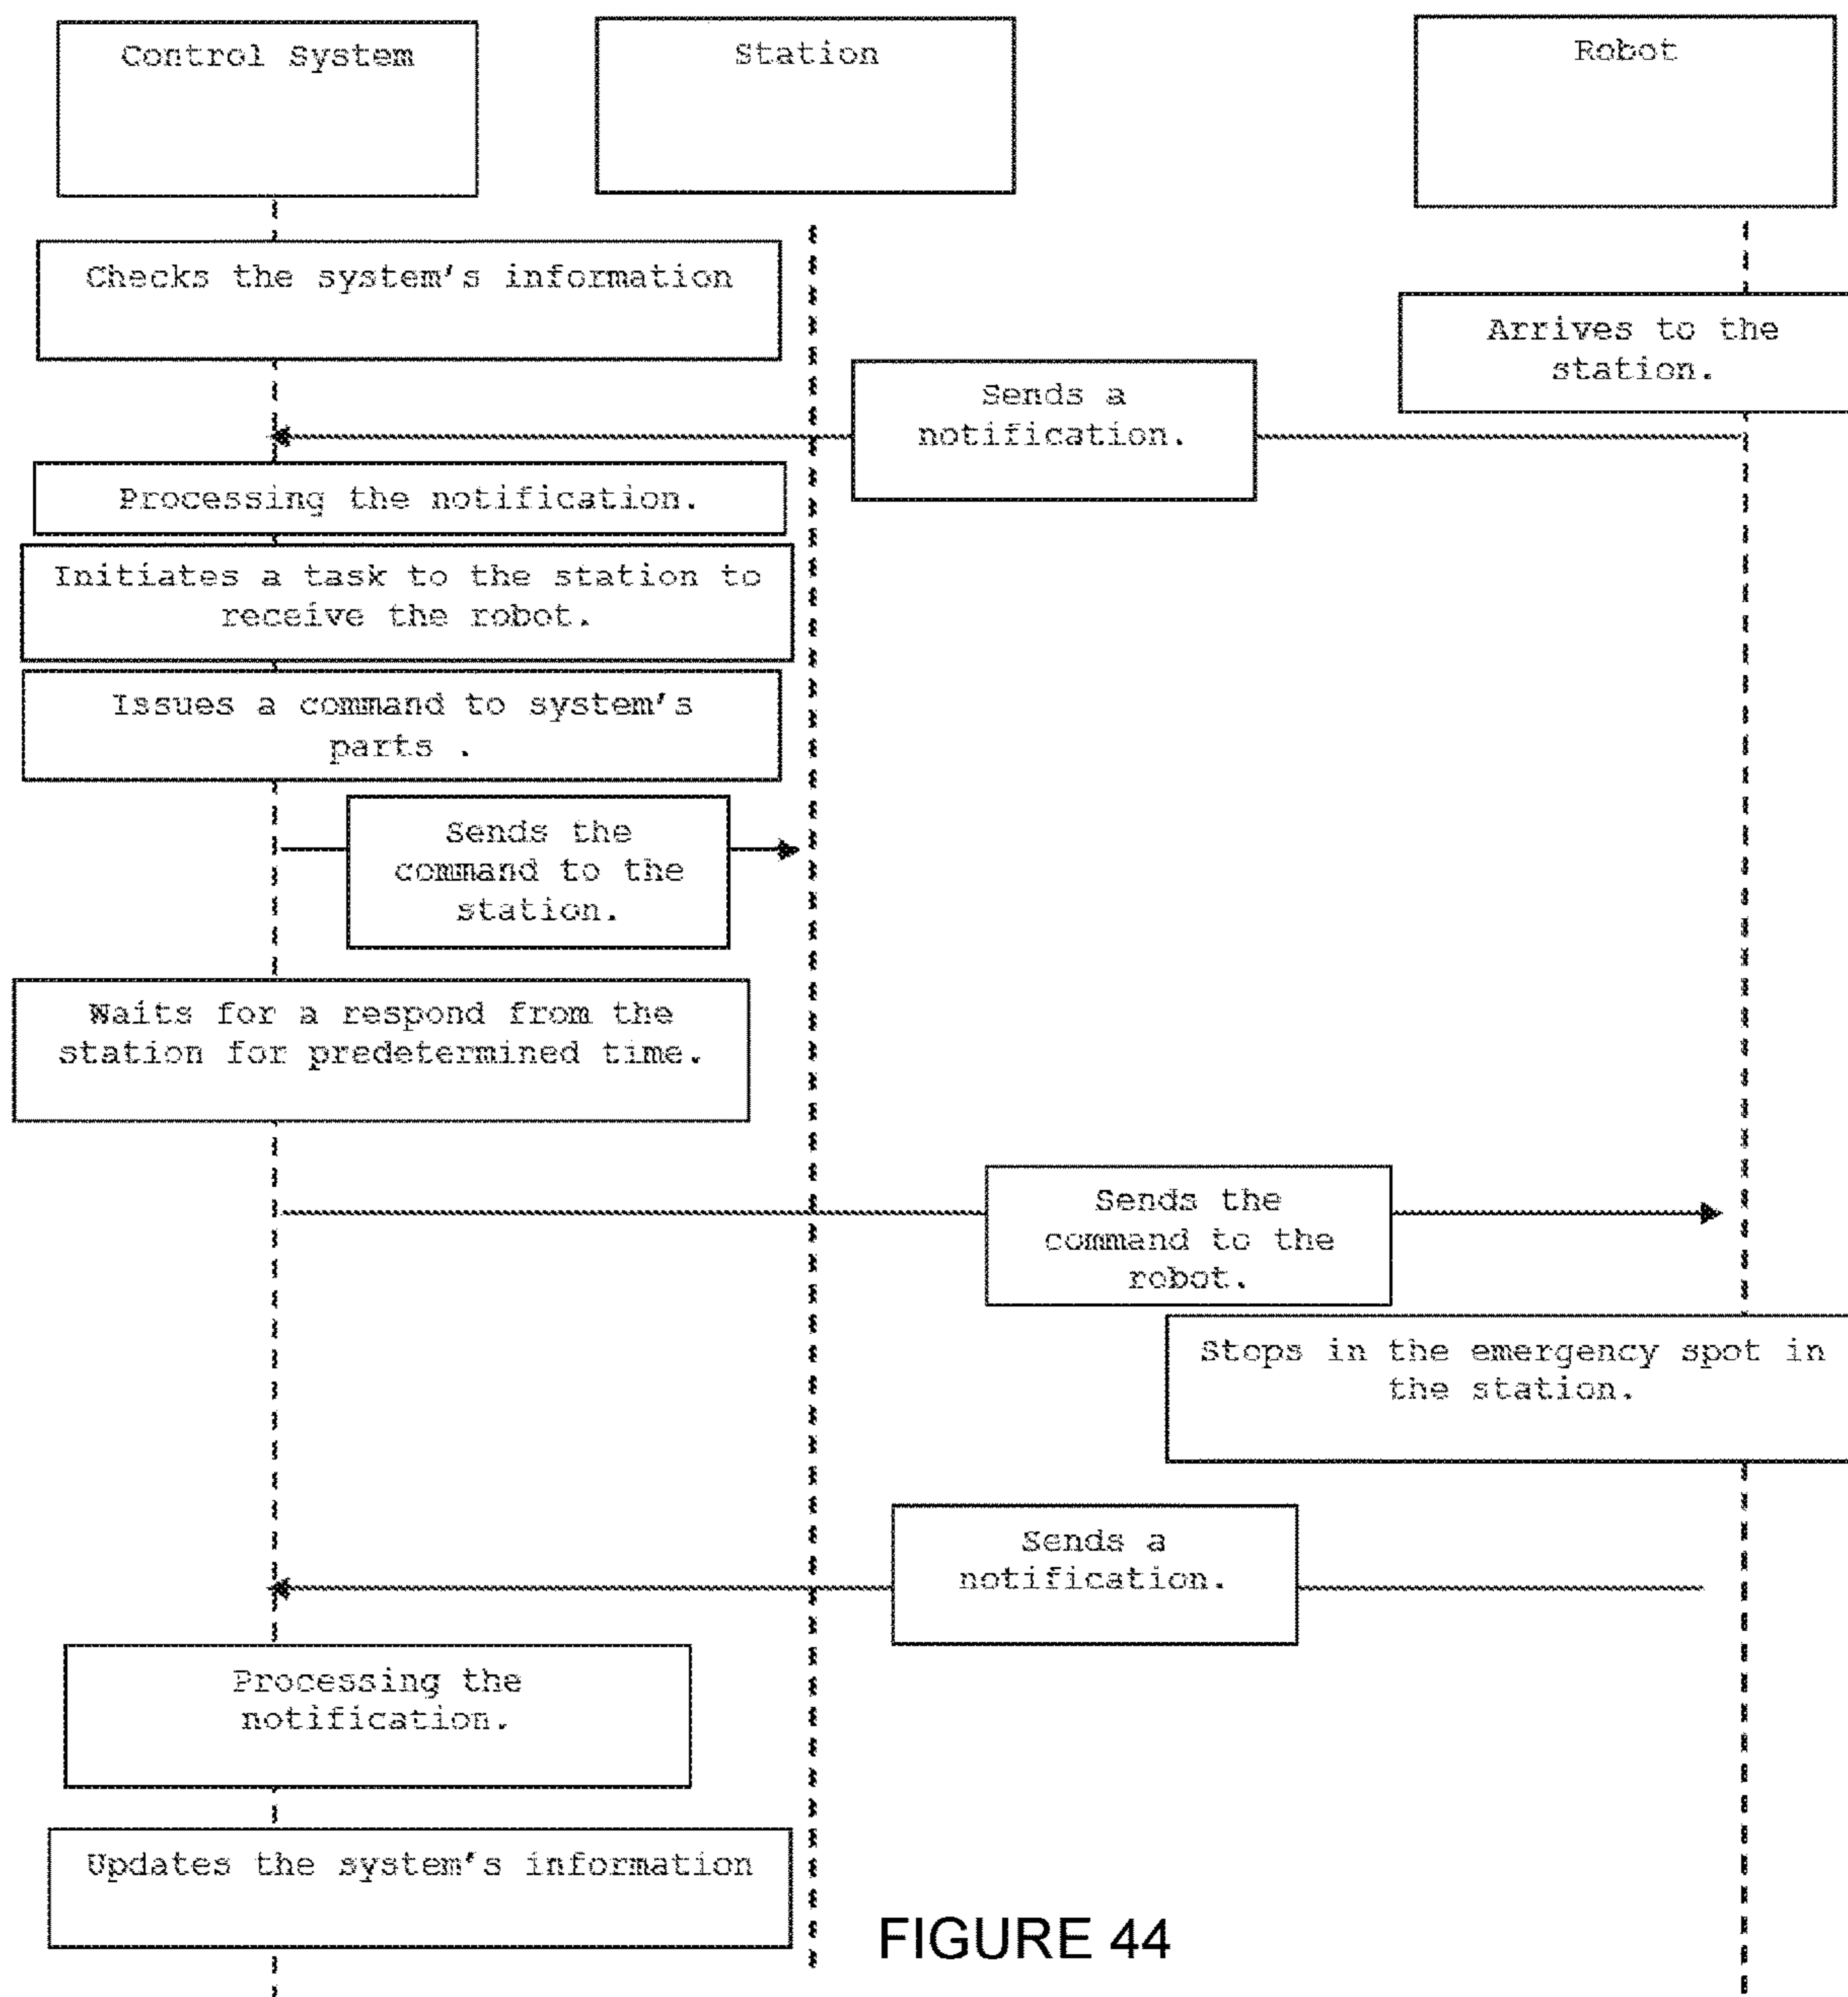 Control System
Station
Robot
Checks the system's information
Arrives to the
station.
Sends a
notification.
Processing the notification.
Initiates a task to the station to
receive the robot.
Issues a command to system's
parts .
Sends the
command to the
station.
Waits for a respond from the
station for predetermined time.
Sends the
command to the
robot.
Stops in the emergency spot in
the station.
Sends a
notification.
Processing the
notification.
Updates the system's information
FIGURE 44